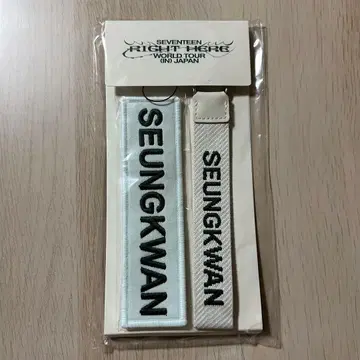 SEVENTEEN
RIGHT HERE
WORLD TOUR
(IN) JAPAN
SEUNGKWAN
SEUNGKWAN